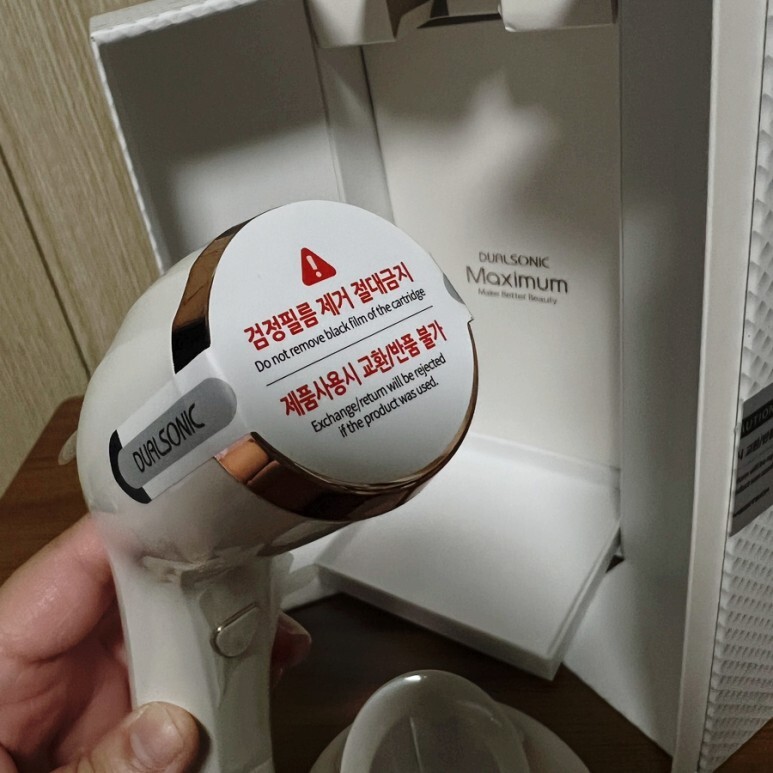 DUALSONIC
Maximum
Make Better Beauty
검정필름 제거 절대금지
Do not remove black film of the cartridge
제품사용시 교환/반품 불가
Exchange/return will be rejected
if the product was used.
DUALSONIC